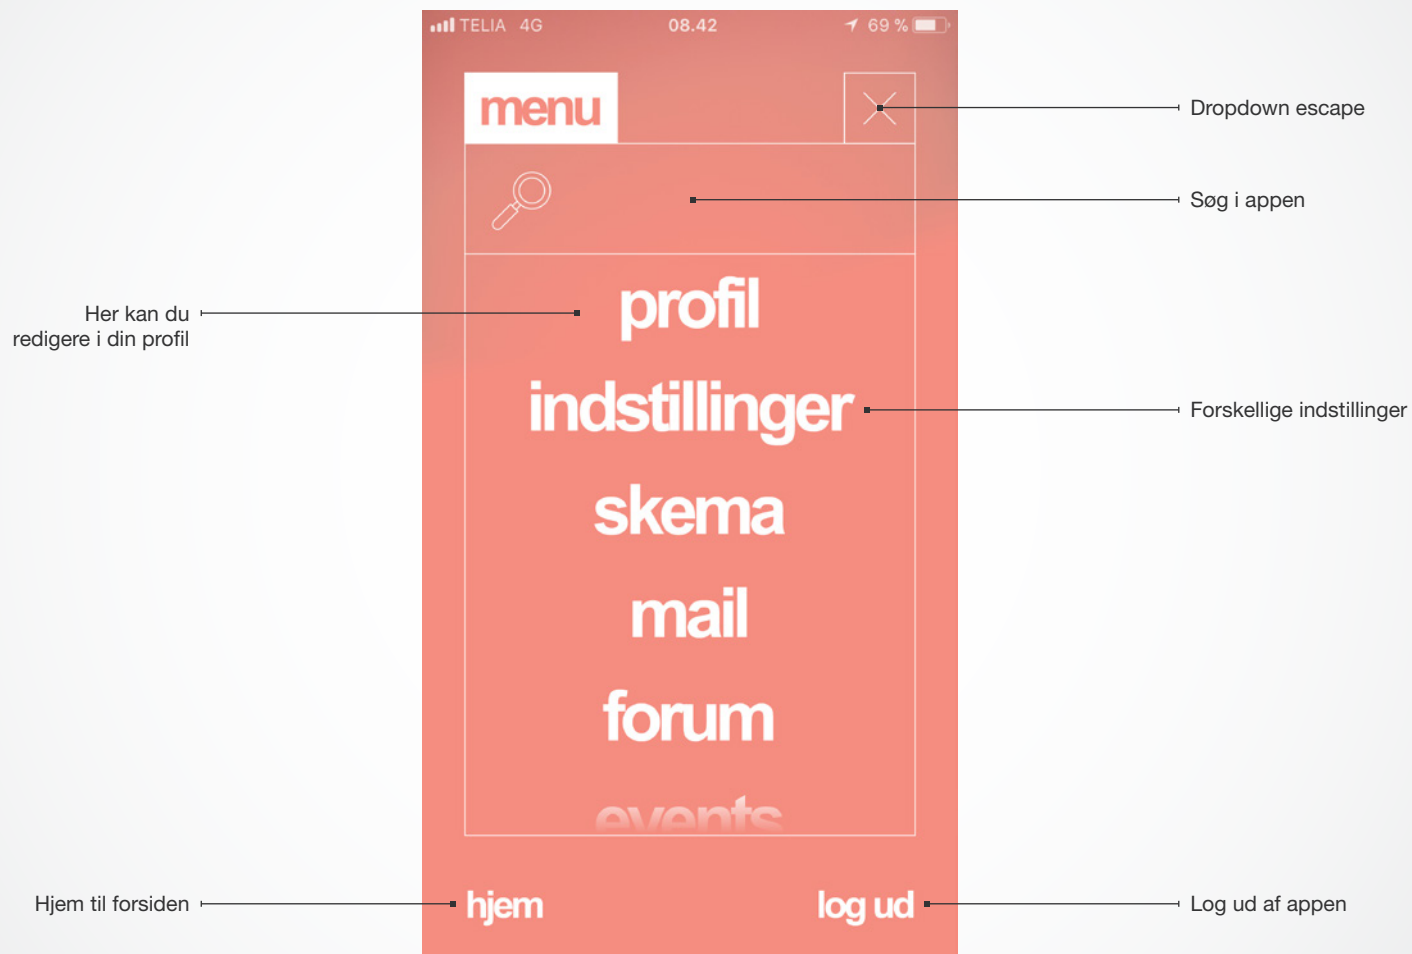 TELIA 4G 08.42 69 %
menu
Dropdown escape
Søg i appen
profil
Her kan du
redigere i din profil
indstillinger
Forskellige indstillinger
skema
mail
forum
events
Hjem til forsiden
hjem
log ud
Log ud af appen